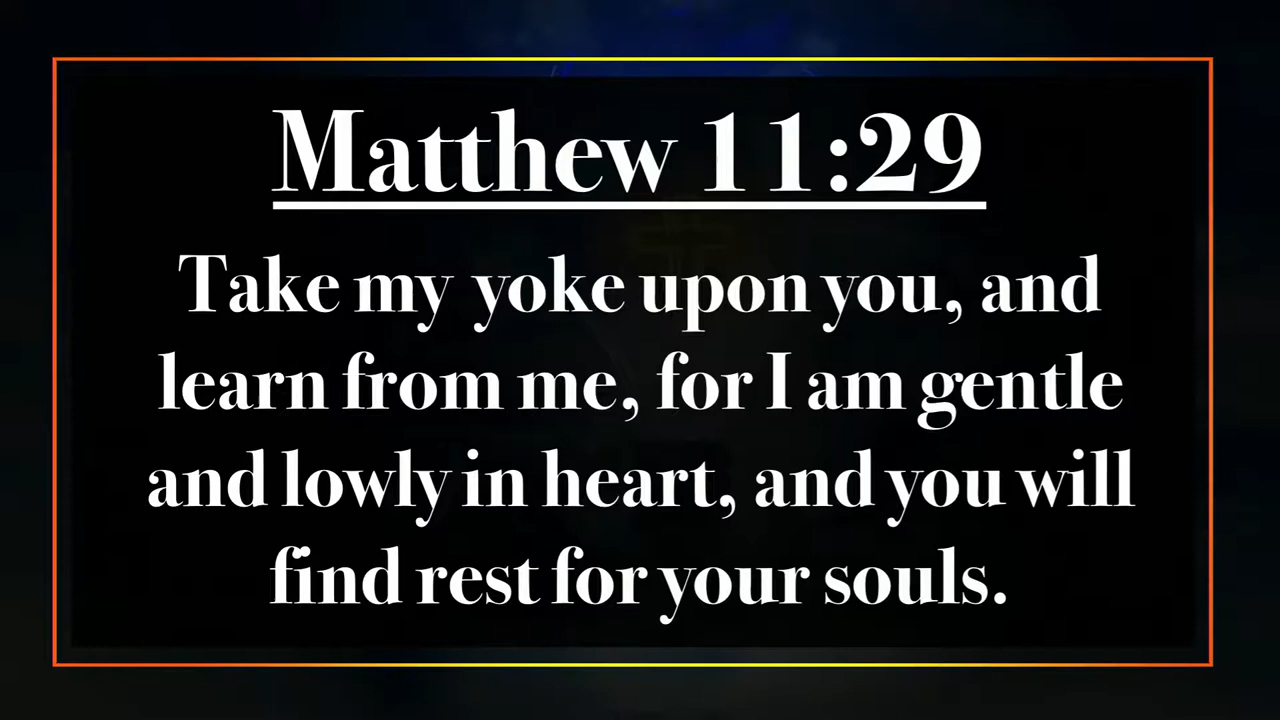 Matthew 11:29
Take my yoke upon you, and
learn from me, for I am gentle
and lowly in heart, and you will
find rest for your souls.